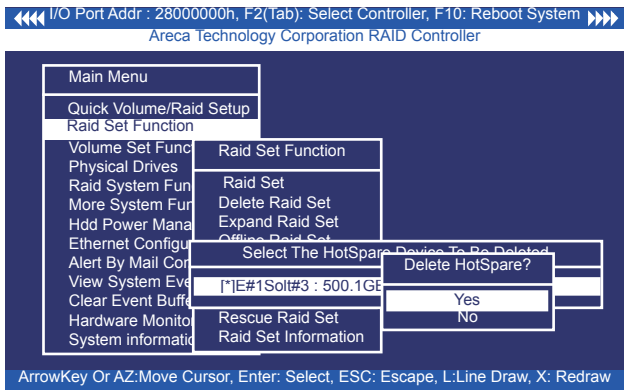 I/O Port Addr : 28000000h, F2(Tab): Select Controller, F10: Reboot System
Areca Technology Corporation RAID Controller
Main Menu
Quick Volume/Raid Setup
Raid Set Function
Volume Set Func
Physical Drives
Raid System Fun
More System Fun
Hdd Power Mana
Ethernet Configu
Alert By Mail Con
View System Eve
Clear Event Buffe
Hardware Monito
System informatic
Raid Set Function
Raid Set
Delete Raid Set
Expand Raid Set
Offline Raid Set
Select The HotSpare Device To Be Deleted
[*]E#1Solt#3 : 500.1GB
Rescue Raid Set
Raid Set Information
Delete HotSpare?
Yes
No
ArrowKey Or AZ:Move Cursor, Enter: Select, ESC: Escape, L:Line Draw, X: Redraw